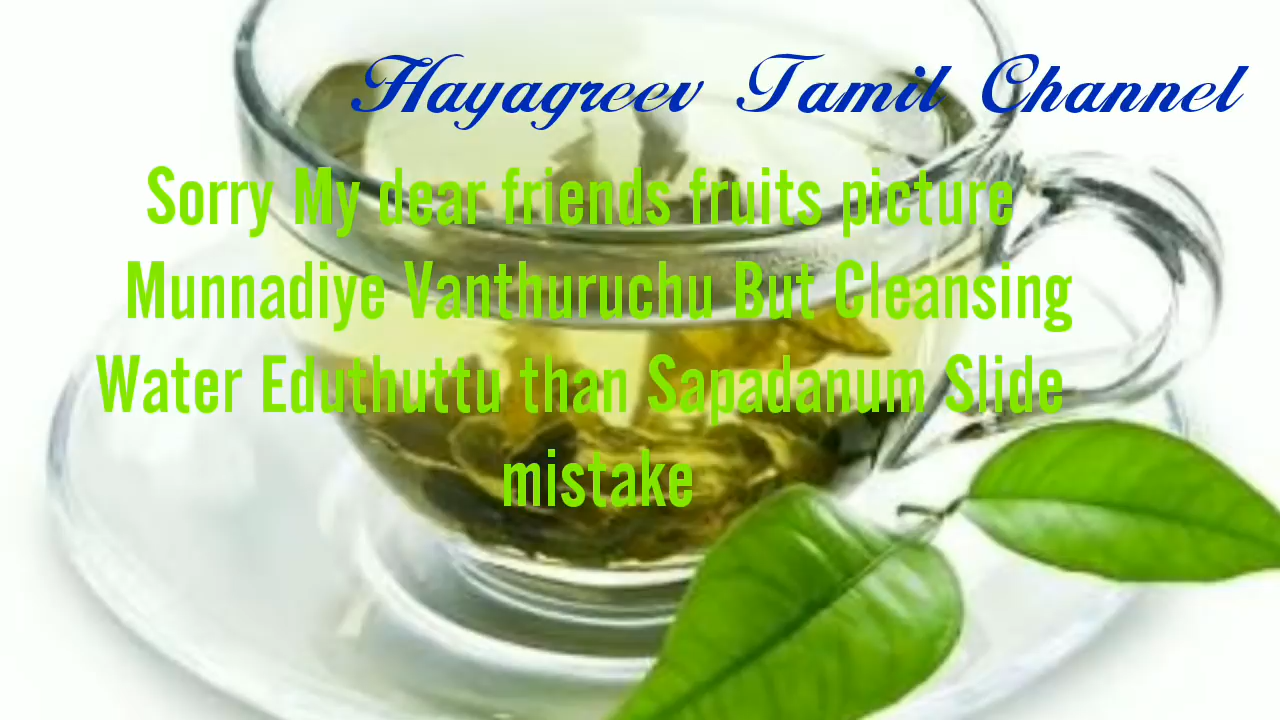 Hayagreev Tamil Channel
Sorry My dear friends fruits picture
Munnadiye Vanthuruchu But Cleansing
Water Eduthuttu than Sapadanum Slide
mistake